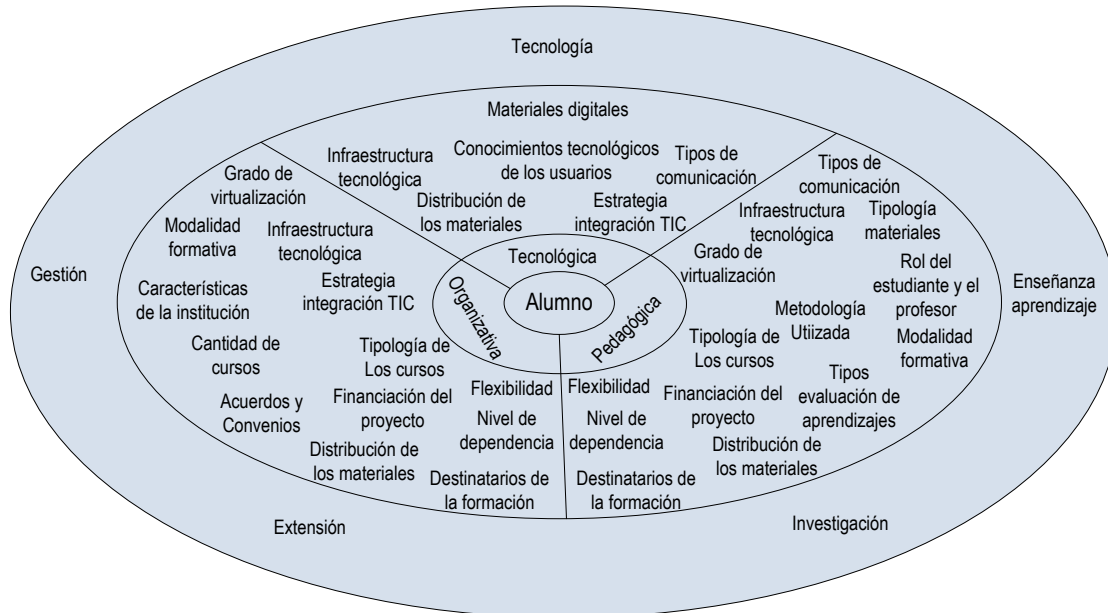 Tecnología
Materiales digitales
Infraestructura
tecnológica
Conocimientos tecnológicos
de los usuarios
Tipos de
comunicación
Distribución de
los materiales
Estrategia
integración TIC
Tecnológica
Alumno
Organizativa
Pedagógica
Gestión
Grado de
virtualización
Modalidad
formativa
Infraestructura
tecnológica
Características
de la institución
Estrategia
integración TIC
Cantidad de
cursos
Tipología de
Los cursos
Acuerdos y
Convenios
Financiación del
proyecto
Flexibilidad
Nivel de
dependencia
Distribución de
los materiales
Destinatarios de
la formación
Extensión
Tipos de
comunicación
Infraestructura
tecnológica
Tipología
materiales
Grado de
virtualización
Rol del
estudiante y el
profesor
Metodología
Utiizada
Modalidad
formativa
Tipología de
Los cursos
Tipos
evaluación de
aprendizajes
Flexibilidad
Financiación del
proyecto
Nivel de
dependencia
Distribución de
los materiales
Destinatarios de
la formación
Enseñanza
aprendizaje
Investigación